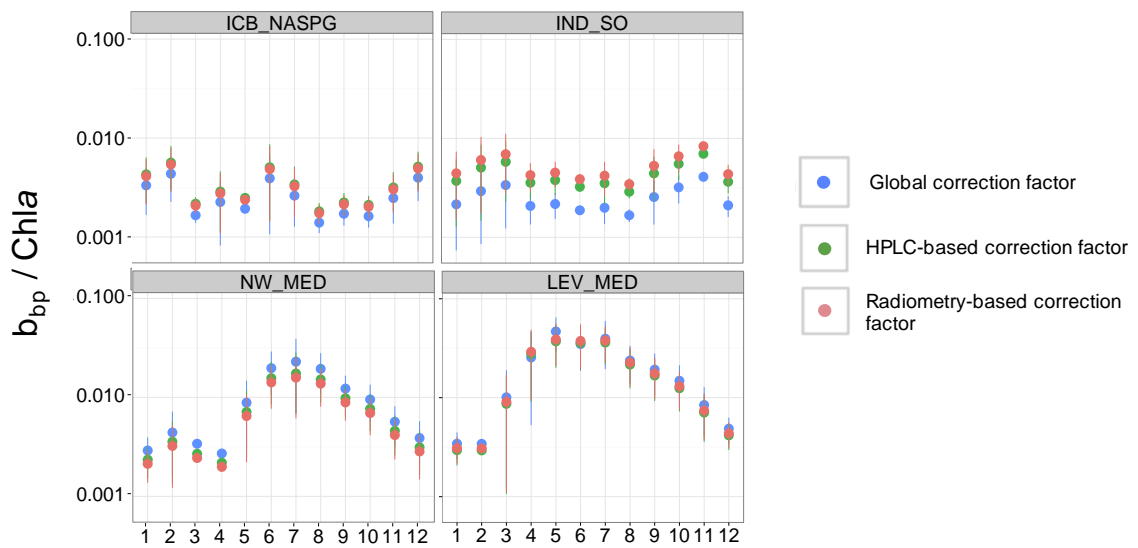 ICB_NASPG
IND_SO
0.100
0.010
0.001
NW_MED
LEV_MED
0.100
0.010
0.001
1 2 3 4 5 6 7 8 9 10 11 12
1 2 3 4 5 6 7 8 9 10 11 12
bbp / Chla
Global correction factor
HPLC-based correction factor
Radiometry-based correction
factor